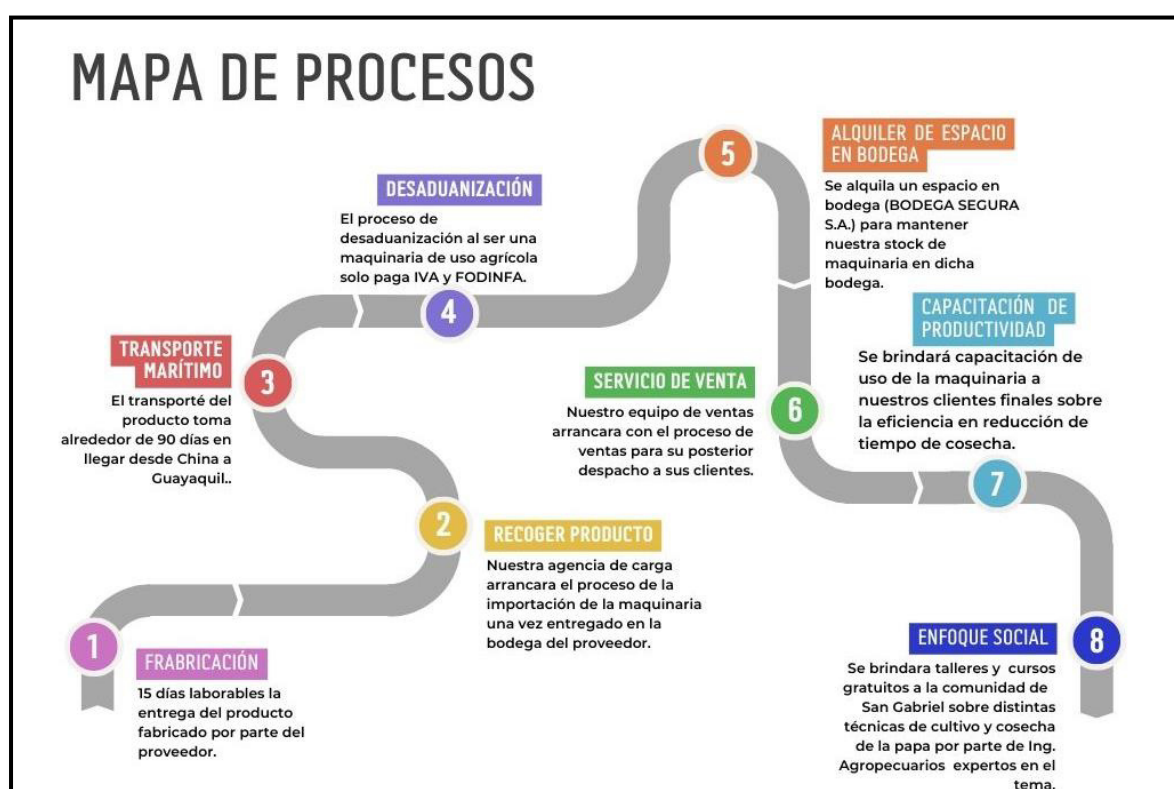 MAPA DE PROCESOS
1
FRABRICACIÓN
15 días laborables la
entrega del producto
fabricado por parte del
proveedor.
2
RECOGER PRODUCTO
Nuestra agencia de carga
arrancara el proceso de la
importación de la maquinaria
una vez entregado en la
bodega del proveedor.
TRANSPORTE
MARÍTIMO
3
El transporté del
producto toma
alrededor de 90 días en
llegar desde China a
Guayaquil..
DESADUANIZACIÓN
El proceso de
desaduanización al ser una
maquinaria de uso agrícola
solo paga IVA y FODINFA.
4
5
ALQUILER DE ESPACIO
EN BODEGA
Se alquila un espacio en
bodega (BODEGA SEGURA
S.A.) para mantener
nuestra stock de
maquinaria en dicha
bodega.
SERVICIO DE VENTA
6
Nuestro equipo de ventas
arrancara con el proceso de
ventas para su posterior
despacho a sus clientes.
CAPACITACIÓN DE
PRODUCTIVIDAD
Se brindará capacitación de
uso de la maquinaria a
nuestros clientes finales sobre
la eficiencia en reducción de
tiempo de cosecha.
7
ENFOQUE SOCIAL
8
Se brindara talleres y cursos
gratuitos a la comunidad de
San Gabriel sobre distintas
técnicas de cultivo y cosecha
de la papa por parte de Ing.
Agropecuarios expertos en el
tema.